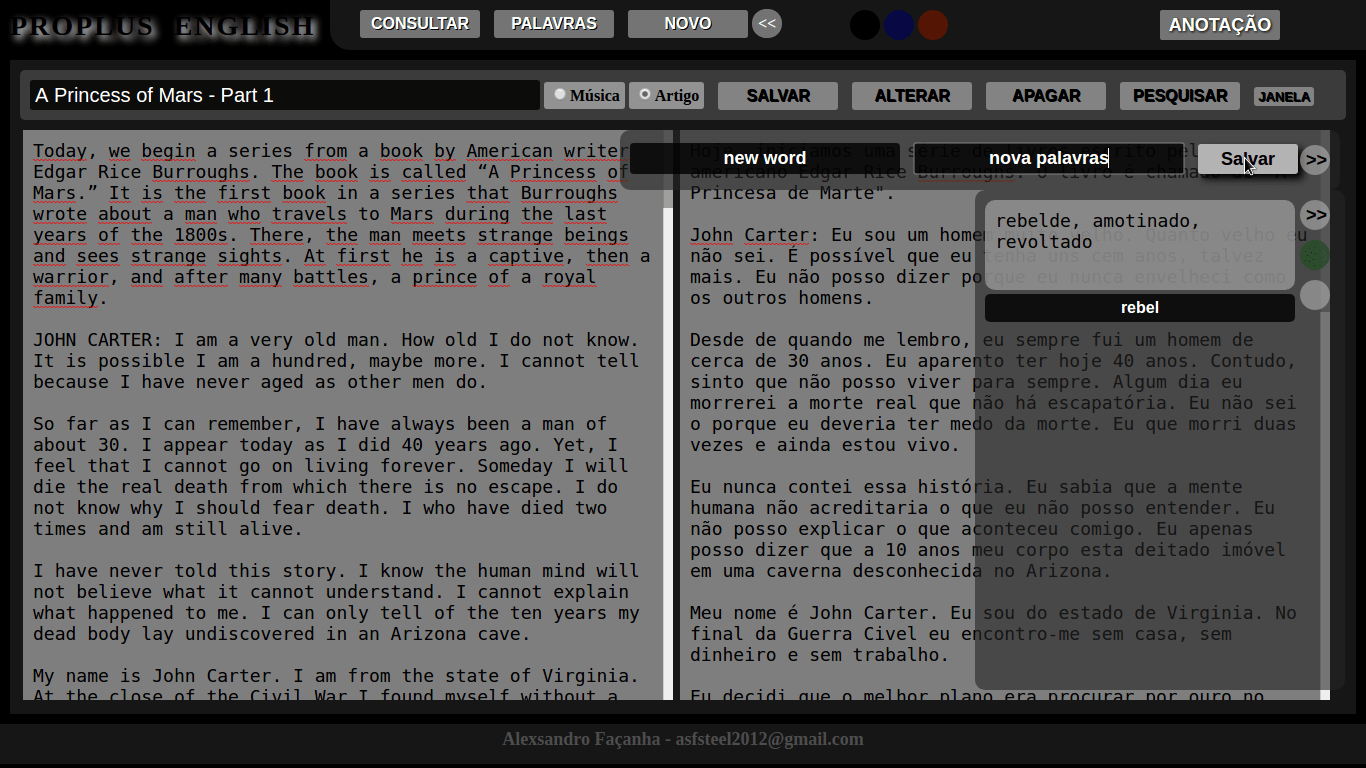 PROPLUS ENGLISH
CONSULTAR
PALAVRAS
NOVO
<<
ANOTAÇÃO
A Princess of Mars - Part 1
Música
Artigo
SALVAR
ALTERAR
APAGAR
PESQUISAR
JANELA
Today, we begin a series from a book by American writer
Edgar Rice Burroughs. The book is called “A Princess of
Mars.” It is the first book in a series that Burroughs
wrote about a man who travels to Mars during the last
years of the 1800s. There, the man meets strange beings
and sees strange sights. At first he is a captive, then a
warrior, and after many battles, a prince of a royal
family.
JOHN CARTER: I am a very old man. How old I do not know.
It is possible I am a hundred, maybe more. I cannot tell
because I have never aged as other men do.
So far as I can remember, I have always been a man of
about 30. I appear today as I did 40 years ago. Yet, I
feel that I cannot go on living forever. Someday I will
die the real death from which there is no escape. I do
not know why I should fear death. I who have died two
times and am still alive.
I have never told this story. I know the human mind will
not believe what it cannot understand. I cannot explain
what happened to me. I can only tell of the ten years my
dead body lay undiscovered in an Arizona cave.
My name is John Carter. I am from the state of Virginia.
At the close of the Civil War I found myself without a
new word
nova palavras
Salvar
>>
Hoje, iniciamos uma série de livro escrito pel
americano Edgar Rice Burroughs. O livro é chama
Princesa de Marte".
John Carter: Eu sou um homem muito velho. Quanto velho eu
não sei. É possível que eu tenha uns cem anos, talvez
mais. Eu não posso dizer porque eu nunca envelheci como
os outros homens.
Desde de quando me lembro, eu sempre fui um homem de
cerca de 30 anos. Eu aparento ter hoje 40 anos. Contudo,
sinto que não posso viver para sempre. Algum dia eu
morrerei a morte real que não há escapatória. Eu não sei
o porque eu deveria ter medo da morte. Eu que morri duas
vezes e ainda estou vivo.
Eu nunca contei essa história. Eu sabia que a mente
humana não acreditaria o que eu não posso entender. Eu
não posso explicar o que aconteceu comigo. Eu apenas
posso dizer que a 10 anos meu corpo esta deitado imóvel
em uma caverna desconhecida no Arizona.
Meu nome é John Carter. Eu sou do estado de Virginia. No
final da Guerra Civel eu encontro-me sem casa, sem
dinheiro e sem trabalho.
Eu decidi que o melhor plano era procurar por ouro no
>>
rebelde, amotinado,
revoltado
rebel
Alexsandro Façanha - asfsteel2012@gmail.com